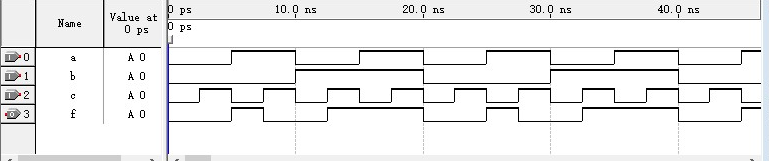 Name Value at 0 ps
0 ps 10.0 ns 20.0 ns 30.0 ns 40.0 ns
0 ps
0 a A 0
1 b A 0
2 c A 0
3 f A 0